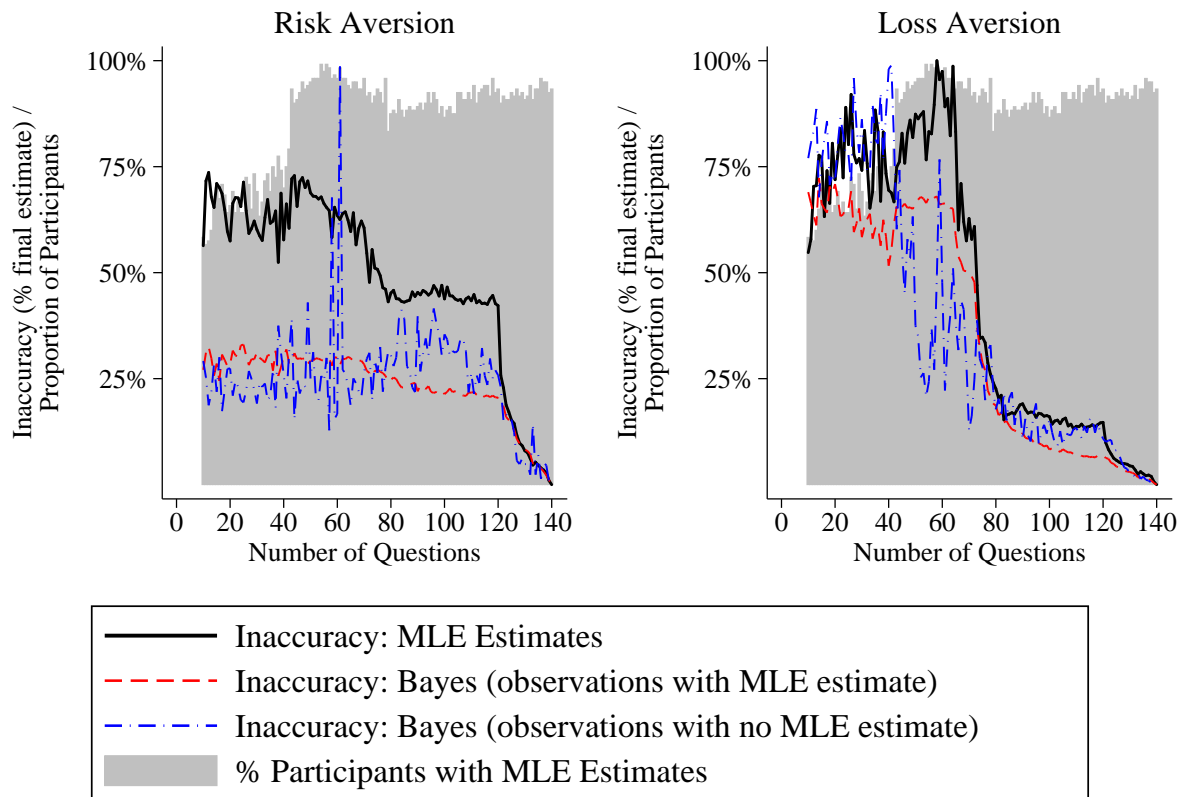 Risk Aversion
Inaccuracy (% final estimate) /
Proportion of Participants
100%
75%
50%
25%
0 20 40 60 80 100 120 140
Number of Questions
Loss Aversion
Inaccuracy (% final estimate) /
Proportion of Participants
100%
75%
50%
25%
0 20 40 60 80 100 120 140
Number of Questions
Inaccuracy: MLE Estimates
Inaccuracy: Bayes (observations with MLE estimate)
Inaccuracy: Bayes (observations with no MLE estimate)
% Participants with MLE Estimates